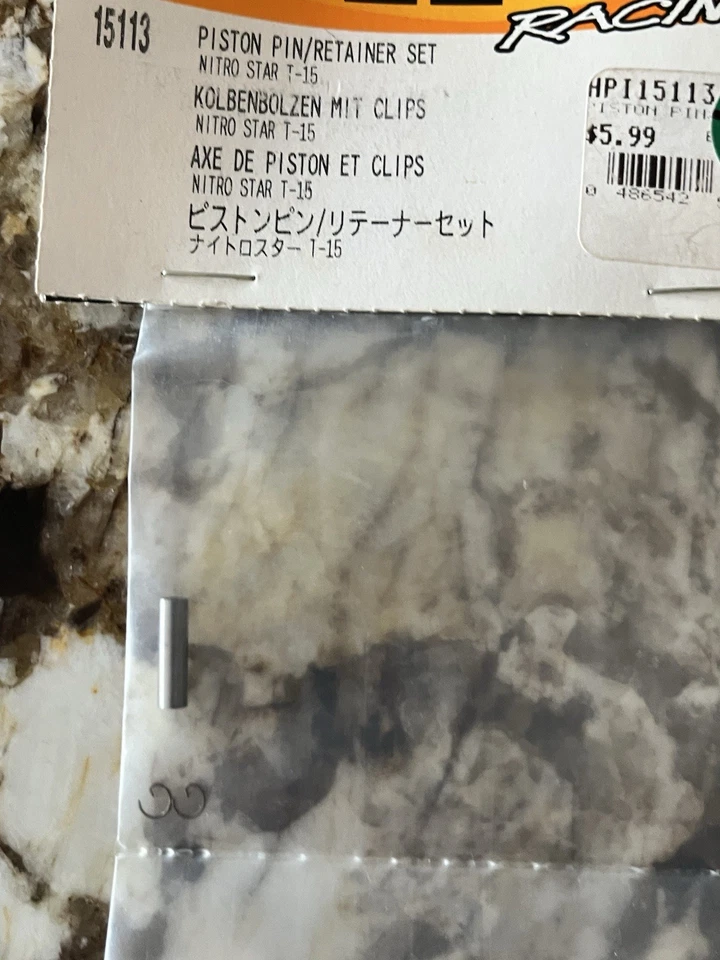 RACIN
15113
PISTON PIN/RETAINER SET
NITRO STAR T-15
KOLBENBOLZEN MIT CLIPS
NITRO STAR T-15
AXE DE PISTON ET CLIPS
NITRO STAR T-15
ピストンピン/リテーナーセット
ナイトロスター T-15
HPI15113
PISTON PIN
$5.99
0 486542